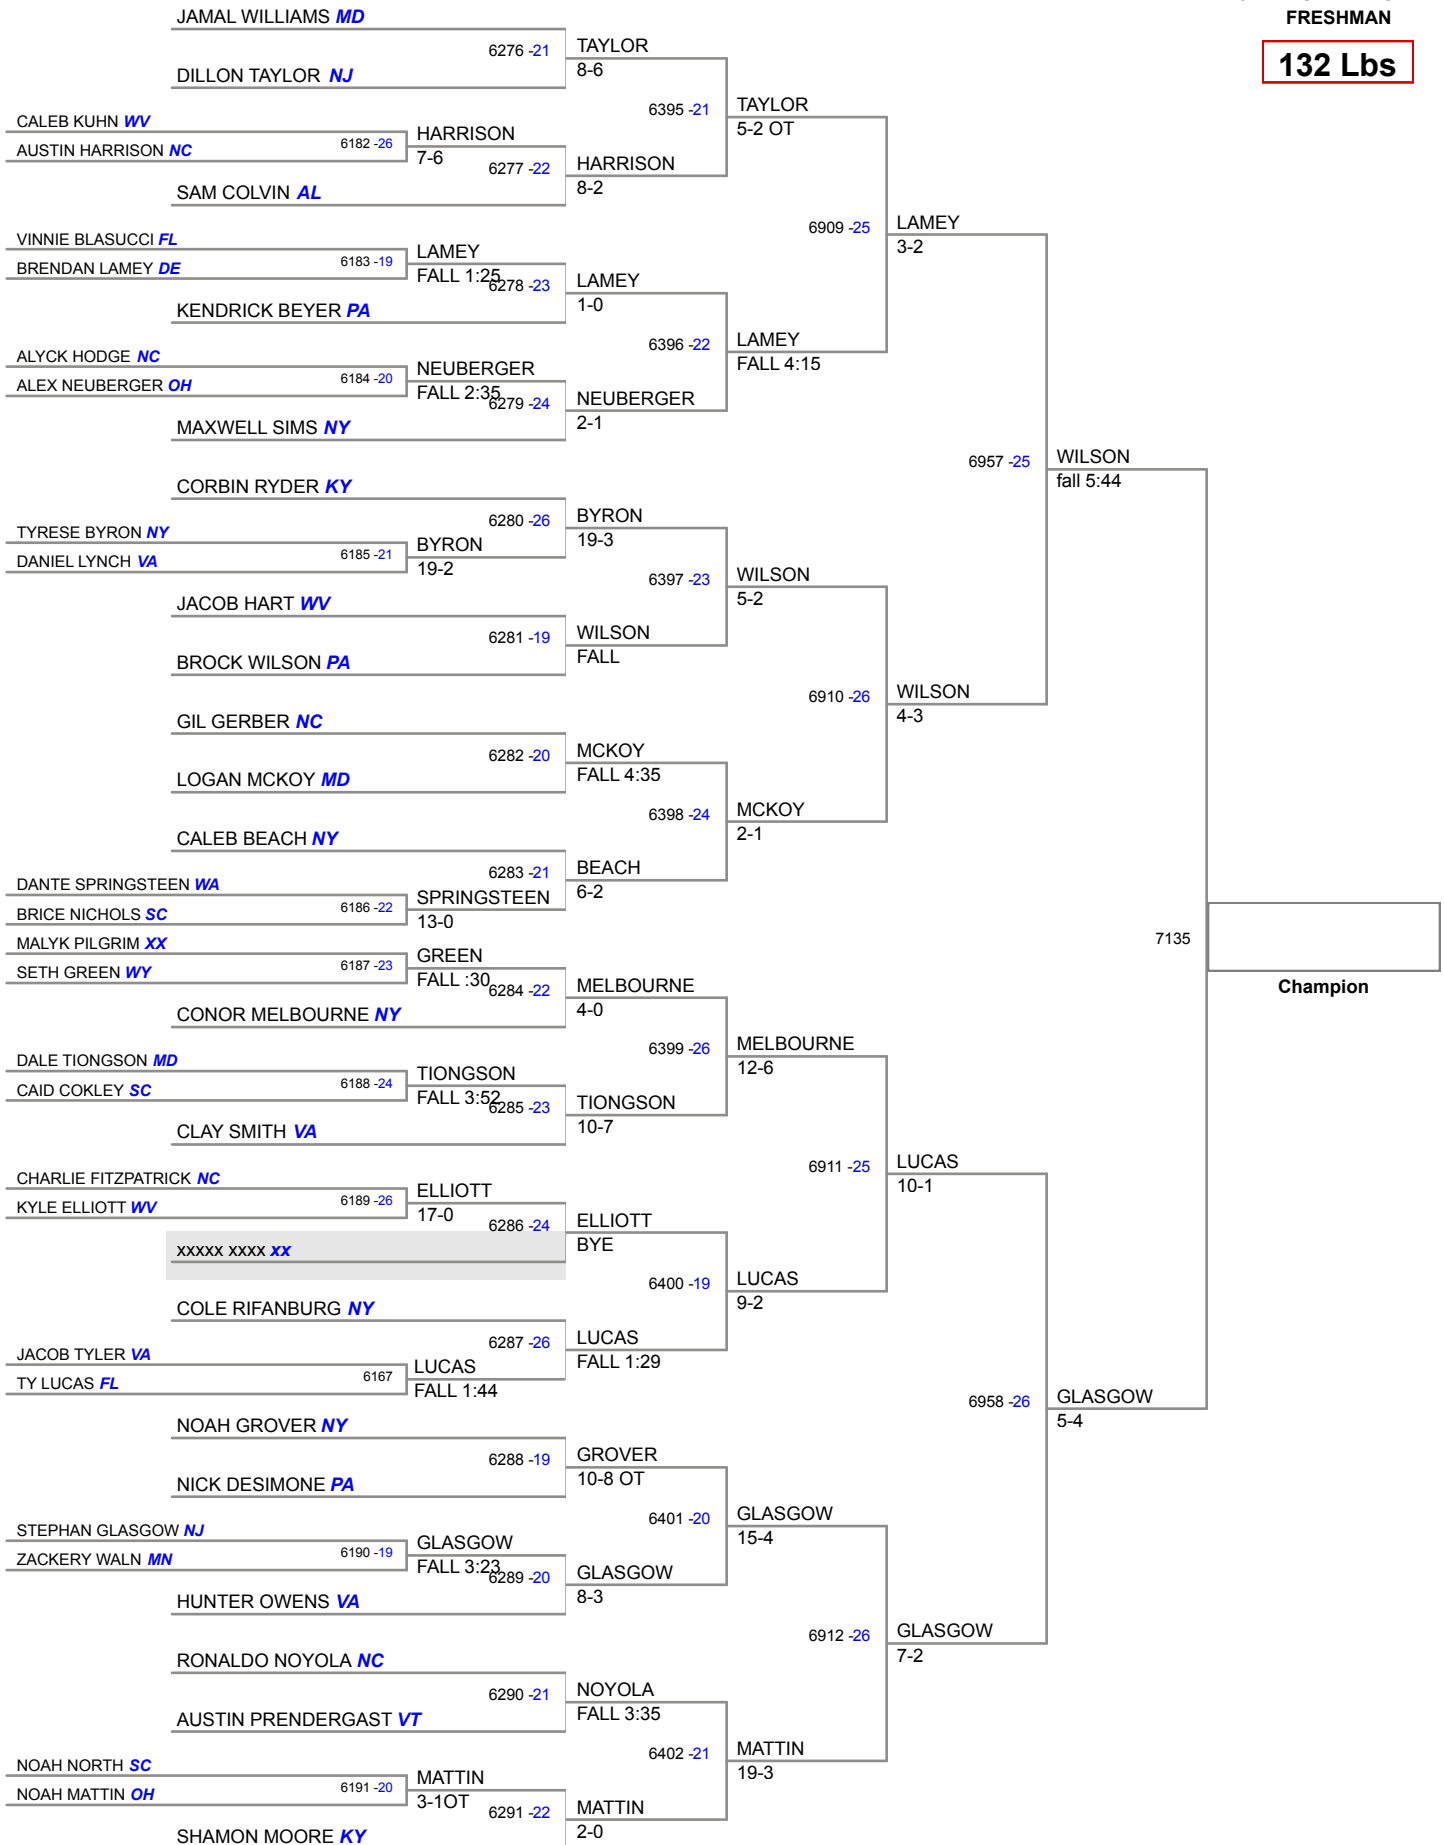 FRESHMAN
132 Lbs
JAMAL WILLIAMS MD
6276 -21
TAYLOR
8-6
DILLON TAYLOR NJ
6395 -21
TAYLOR
5-2 OT
CALEB KUHN WV
AUSTIN HARRISON NC
6182 -26
HARRISON
7-6
6277 -22
HARRISON
8-2
SAM COLVIN AL
6909 -25
LAMEY
3-2
VINNIE BLASUCCI FL
BRENDAN LAMEY DE
6183 -19
LAMEY
FALL 1:25
6278 -23
LAMEY
1-0
KENDRICK BEYER PA
6396 -22
LAMEY
FALL 4:15
ALYCK HODGE NC
ALEX NEUBERGER OH
6184 -20
NEUBERGER
FALL 2:35
6279 -24
NEUBERGER
2-1
MAXWELL SIMS NY
6957 -25
WILSON
fall 5:44
CORBIN RYDER KY
6280 -26
BYRON
19-3
TYRESE BYRON NY
DANIEL LYNCH VA
6185 -21
BYRON
19-2
6397 -23
WILSON
5-2
JACOB HART WV
6281 -19
WILSON
FALL
BROCK WILSON PA
6910 -26
WILSON
4-3
GIL GERBER NC
6282 -20
MCKOY
FALL 4:35
LOGAN MCKOY MD
6398 -24
MCKOY
2-1
CALEB BEACH NY
6283 -21
BEACH
6-2
DANTE SPRINGSTEEN WA
BRICE NICHOLS SC
6186 -22
SPRINGSTEEN
13-0
7135
Champion
MALYK PILGRIM XX
SETH GREEN WY
6187 -23
GREEN
FALL :30
6284 -22
MELBOURNE
4-0
CONOR MELBOURNE NY
6399 -26
MELBOURNE
12-6
DALE TIONGSON MD
CAID COKLEY SC
6188 -24
TIONGSON
FALL 3:52
6285 -23
TIONGSON
10-7
CLAY SMITH VA
6911 -25
LUCAS
10-1
CHARLIE FITZPATRICK NC
KYLE ELLIOTT WV
6189 -26
ELLIOTT
17-0
6286 -24
ELLIOTT
BYE
xxxxx xxxx xx
6400 -19
LUCAS
9-2
COLE RIFANBURG NY
6287 -26
LUCAS
FALL 1:29
JACOB TYLER VA
TY LUCAS FL
6167
LUCAS
FALL 1:44
6958 -26
GLASGOW
5-4
NOAH GROVER NY
6288 -19
GROVER
10-8 OT
NICK DESIMONE PA
6401 -20
GLASGOW
15-4
STEPHAN GLASGOW NJ
ZACKERY WALN MN
6190 -19
GLASGOW
FALL 3:23
6289 -20
GLASGOW
8-3
HUNTER OWENS VA
6912 -26
GLASGOW
7-2
RONALDO NOYOLA NC
6290 -21
NOYOLA
FALL 3:35
AUSTIN PRENDERGAST VT
6402 -21
MATTIN
19-3
NOAH NORTH SC
NOAH MATTIN OH
6191 -20
MATTIN
3-1OT
6291 -22
MATTIN
2-0
SHAMON MOORE KY